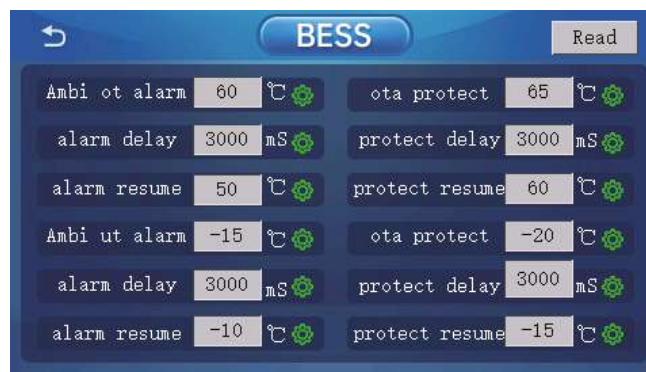 BESS Read
Ambi ot alarm 60 ℃ ota protect 65 ℃
alarm delay 3000 mS protect delay 3000 mS
alarm resume 50 ℃ protect resume 60 ℃
Ambi ut alarm -15 ℃ ota protect -20 ℃
alarm delay 3000 mS protect delay 3000 mS
alarm resume -10 ℃ protect resume -15 ℃